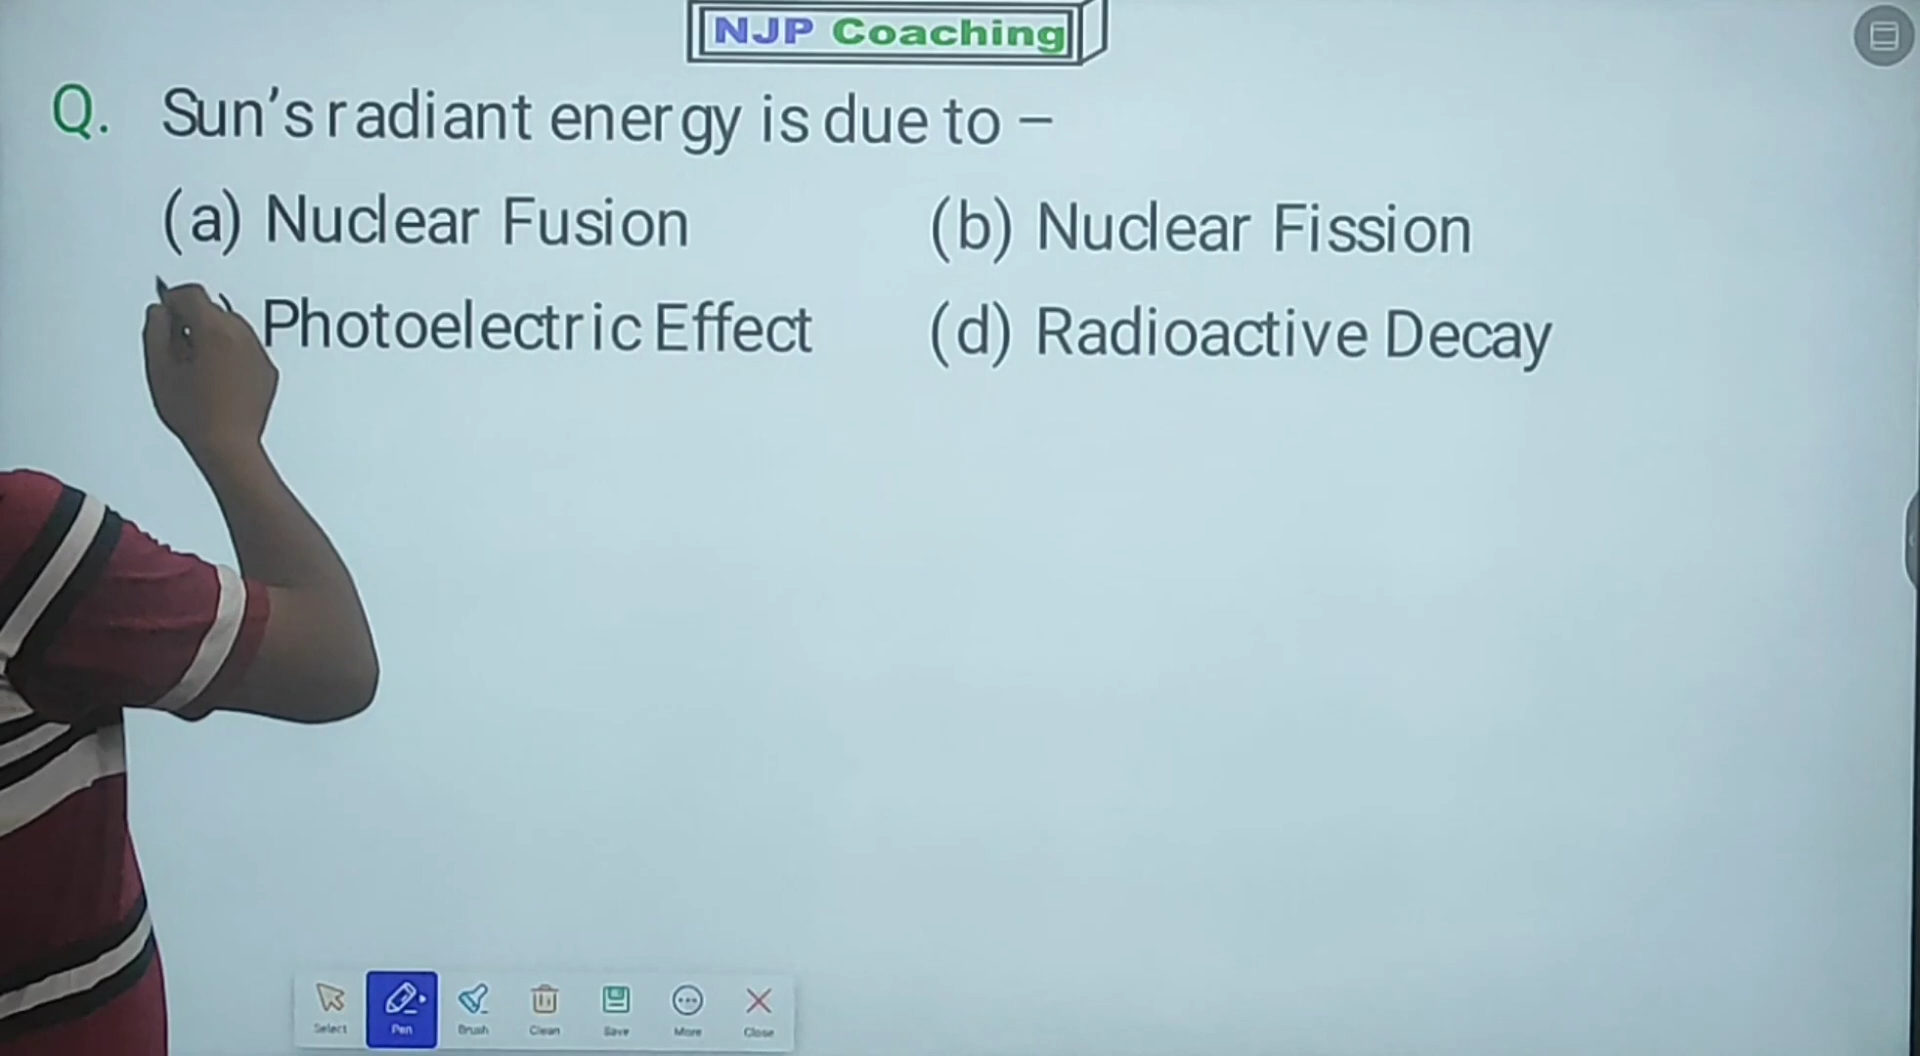 NJP Coaching
Q. Sun's radiant energy is due to –
(a) Nuclear Fusion (b) Nuclear Fission
) Photoelectric Effect (d) Radioactive Decay
Select Pen Brush Clean Save More Close